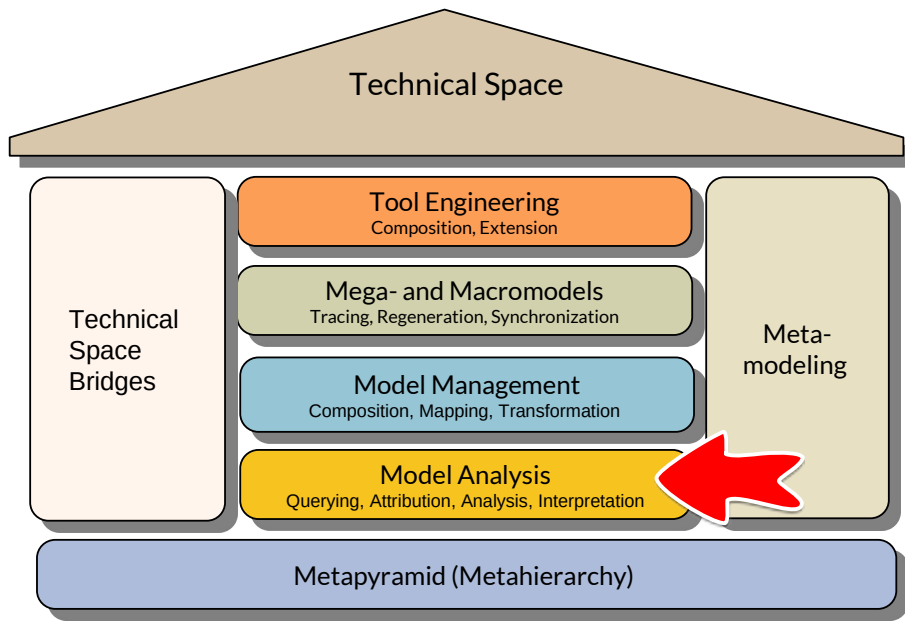 Technical Space
Tool Engineering
Composition, Extension
Mega- and Macromodels
Tracing, Regeneration, Synchronization
Technical
Space
Bridges
Meta-
modeling
Model Management
Composition, Mapping, Transformation
Model Analysis
Querying, Attribution, Analysis, Interpretation
Metapyramid (Metahierarchy)